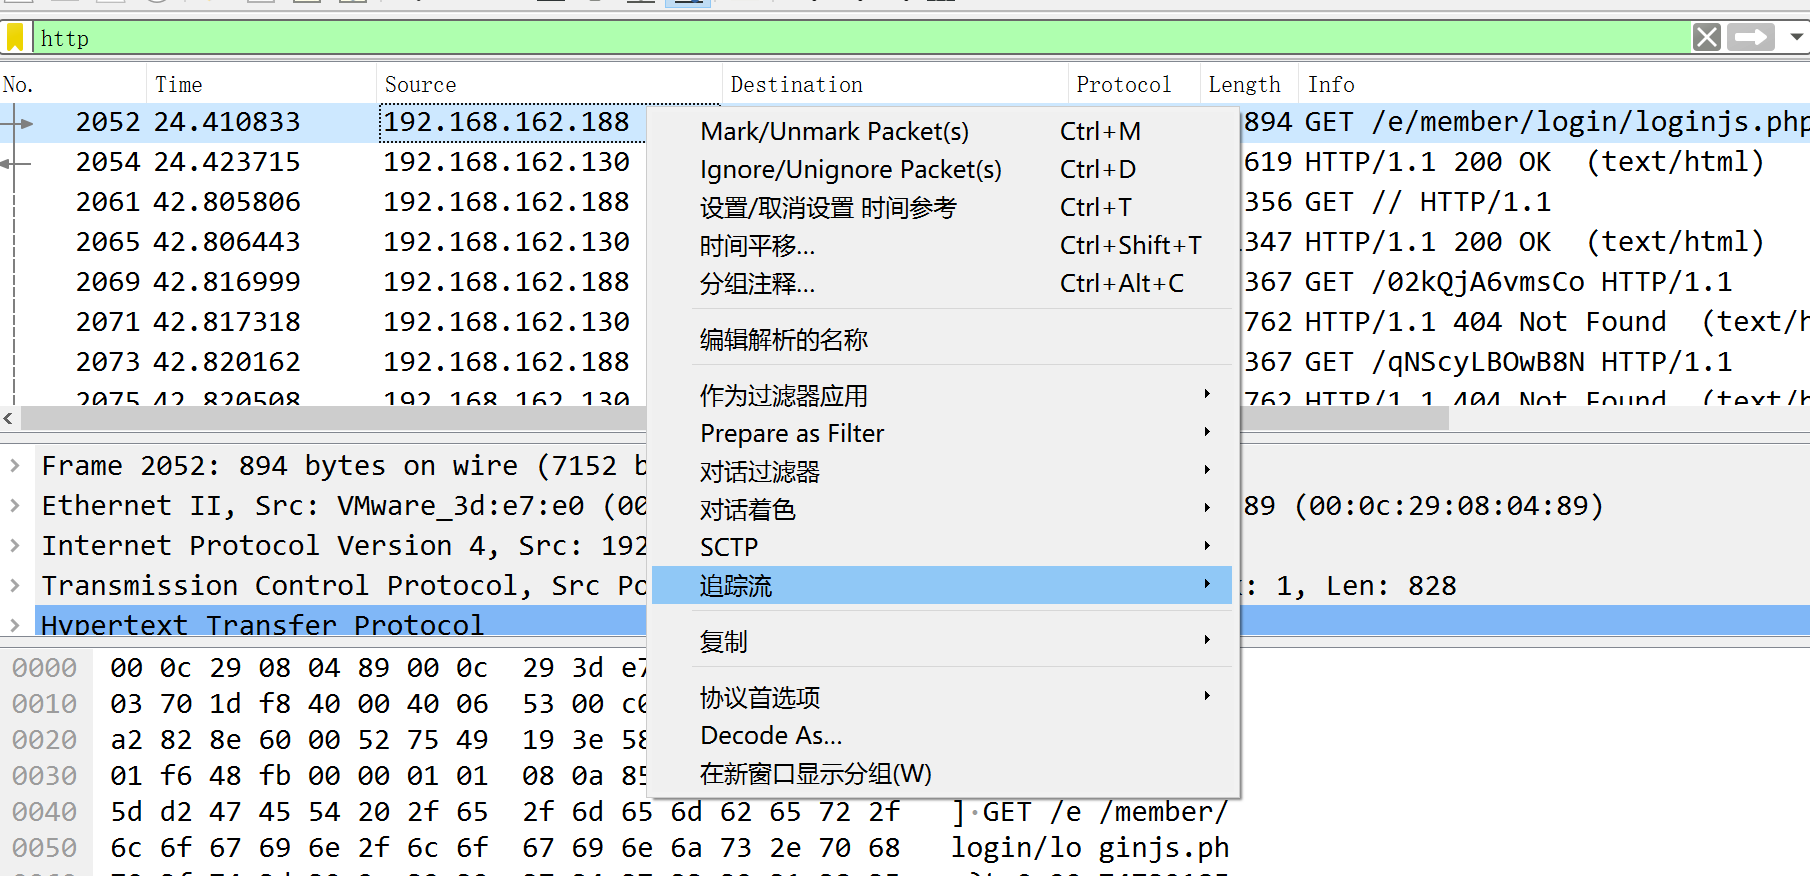 http
No. Time Source Destination Protocol Length Info
2052 24.410833 192.168.162.188 894 GET /e/member/login/loginjs.php
2054 24.423715 192.168.162.130 619 HTTP/1.1 200 OK (text/html)
2061 42.805806 192.168.162.188 356 GET // HTTP/1.1
2065 42.806443 192.168.162.130 347 HTTP/1.1 200 OK (text/html)
2069 42.816999 192.168.162.188 367 GET /02kQjA6vmsCo HTTP/1.1
2071 42.817318 192.168.162.130 762 HTTP/1.1 404 Not Found (text/h
2073 42.820162 192.168.162.188 367 GET /qNScyLBOwB8N HTTP/1.1
2075 42.820508 192.168.162.130 762 HTTP/1.1 404 Not Found (text/h
Mark/Unmark Packet(s) Ctrl+M
Ignore/Unignore Packet(s) Ctrl+D
设置/取消设置 时间参考 Ctrl+T
时间平移... Ctrl+Shift+T
分组注释... Ctrl+Alt+C
编辑解析的名称
作为过滤器应用
Prepare as Filter
对话过滤器
对话着色
SCTP
追踪流
复制
协议首选项
Decode As...
在新窗口显示分组(W)
Frame 2052: 894 bytes on wire (7152 b
Ethernet II, Src: VMware_3d:e7:e0 (00 89 (00:0c:29:08:04:89)
Internet Protocol Version 4, Src: 192
Transmission Control Protocol, Src Po : 1, Len: 828
Hypertext Transfer Protocol
0000 00 0c 29 08 04 89 00 0c 29 3d e7
0010 03 70 1d f8 40 00 40 06 53 00 c0
0020 a2 82 8e 60 00 52 75 49 19 3e 58
0030 01 f6 48 fb 00 00 01 01 08 0a 85
0040 5d d2 47 45 54 20 2f 65 2f 6d 65 6d 62 65 72 2f ]·GET /e /member/
0050 6c 6f 67 69 6e 2f 6c 6f 67 69 6e 6a 73 2e 70 68 login/lo ginjs.ph